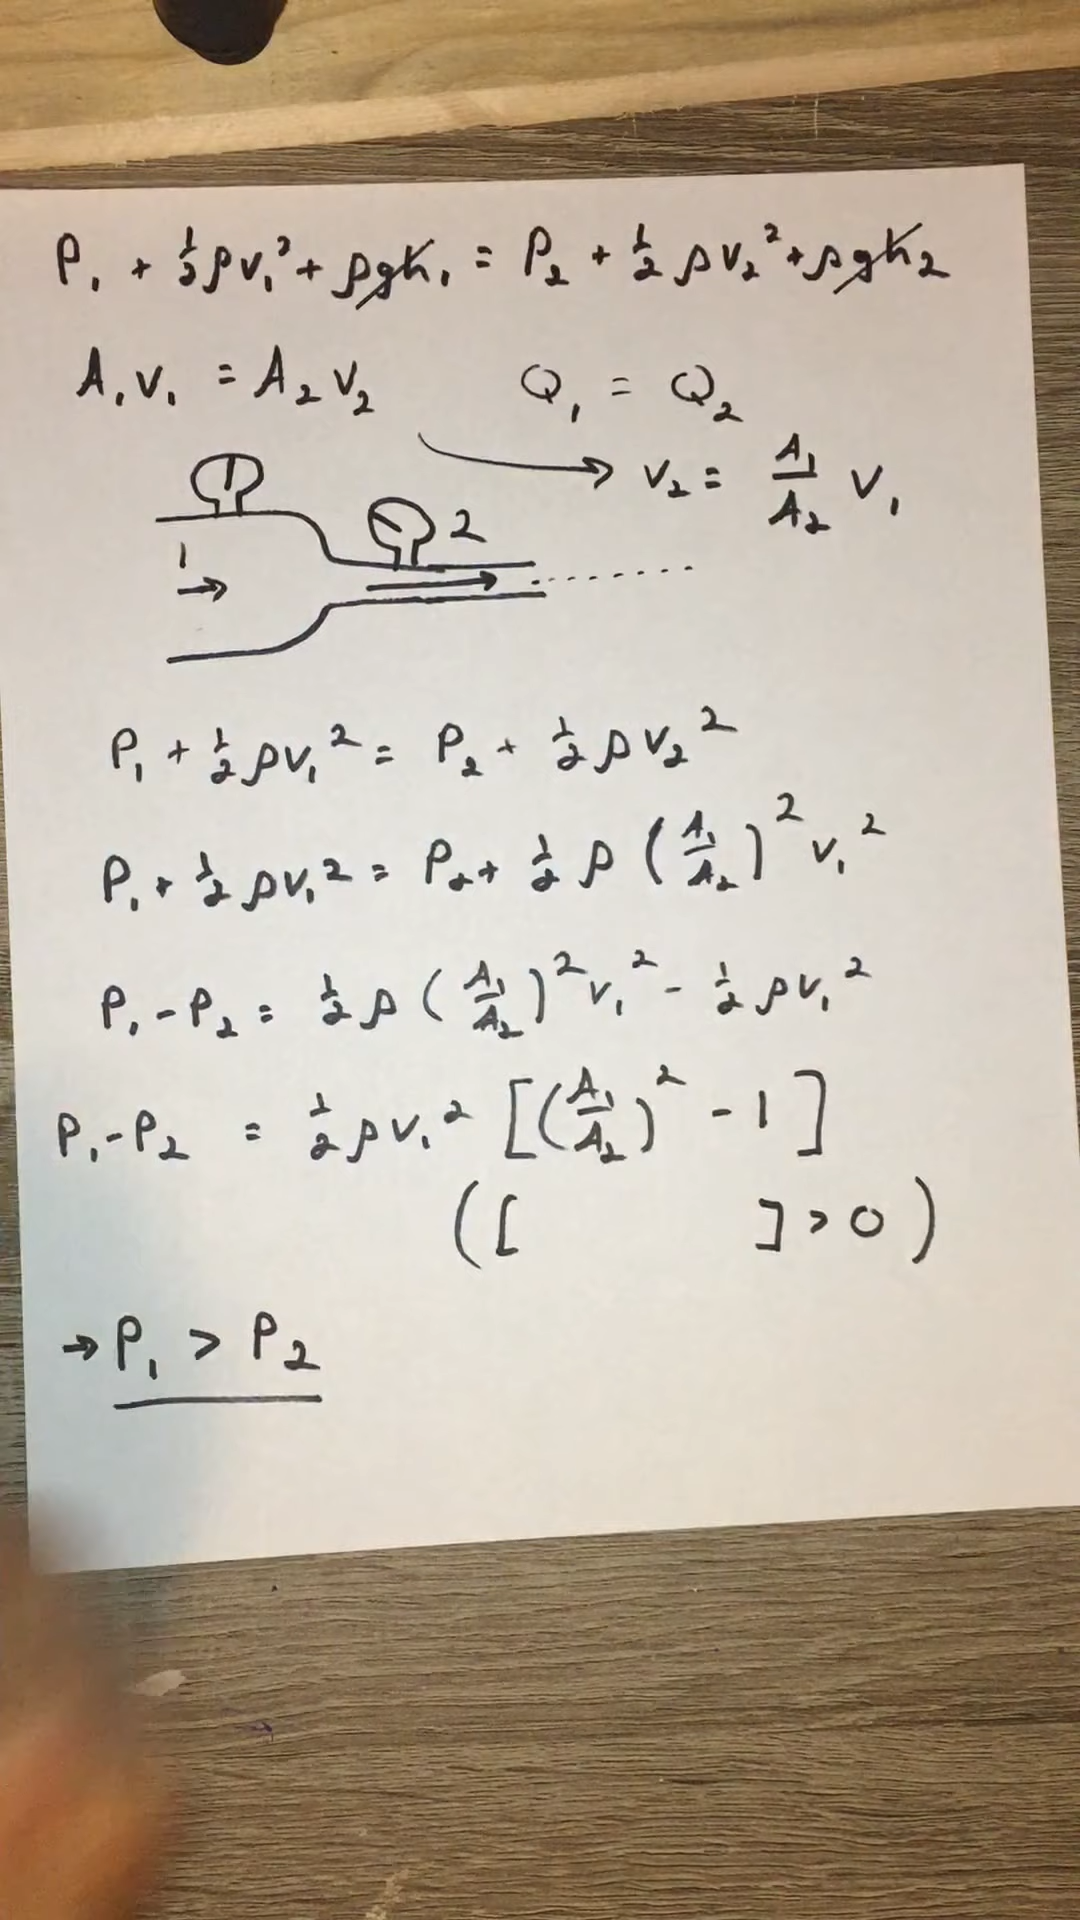 P₁ + ½ρv₁² + ρgh₁ = P₂ + ½ρv₂² + ρgh₂
A₁v₁ = A₂v₂ Q₁ = Q₂
v₂ = A₁/A₂ v₁
1 2
P₁ + ½ρv₁² = P₂ + ½ρv₂²
P₁ + ½ρv₁² = P₂ + ½ρ(A₁/A₂)²v₁²
P₁ - P₂ = ½ρ(A₁/A₂)²v₁² - ½ρv₁²
P₁ - P₂ = ½ρv₁²[(A₁/A₂)² - 1]
([ ] > 0)
→ P₁ > P₂